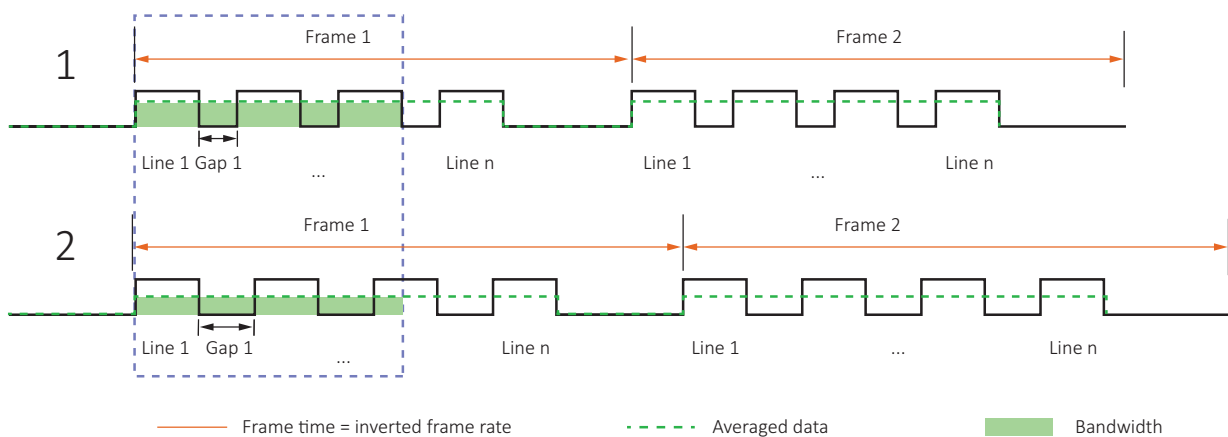 Frame 1 Frame 2
1
Line 1 Gap 1 ... Line n Line 1 ... Line n
Frame 1 Frame 2
2
Line 1 Gap 1 ... Line n Line 1 ... Line n
Frame time = inverted frame rate Averaged data Bandwidth